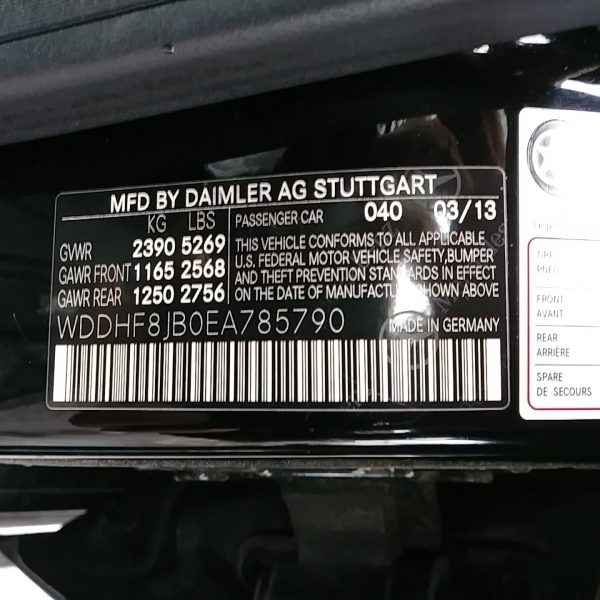 MFD BY DAIMLER AG STUTTGART
KG LBS PASSENGER CAR 040 03/13
GVWR 2390 5269
GAWR FRONT 1165 2568
GAWR REAR 1250 2756
THIS VEHICLE CONFORMS TO ALL APPLICABLE
U.S. FEDERAL MOTOR VEHICLE SAFETY,BUMPER
AND THEFT PREVENTION STANDARDS IN EFFECT
ON THE DATE OF MANUFACTURE SHOWN ABOVE
WDDHF8JB0EA785790 MADE IN GERMANY
TIRE
PNEU
FRONT
AVANT
REAR
ARRIÈRE
SPARE
DE SECOURS